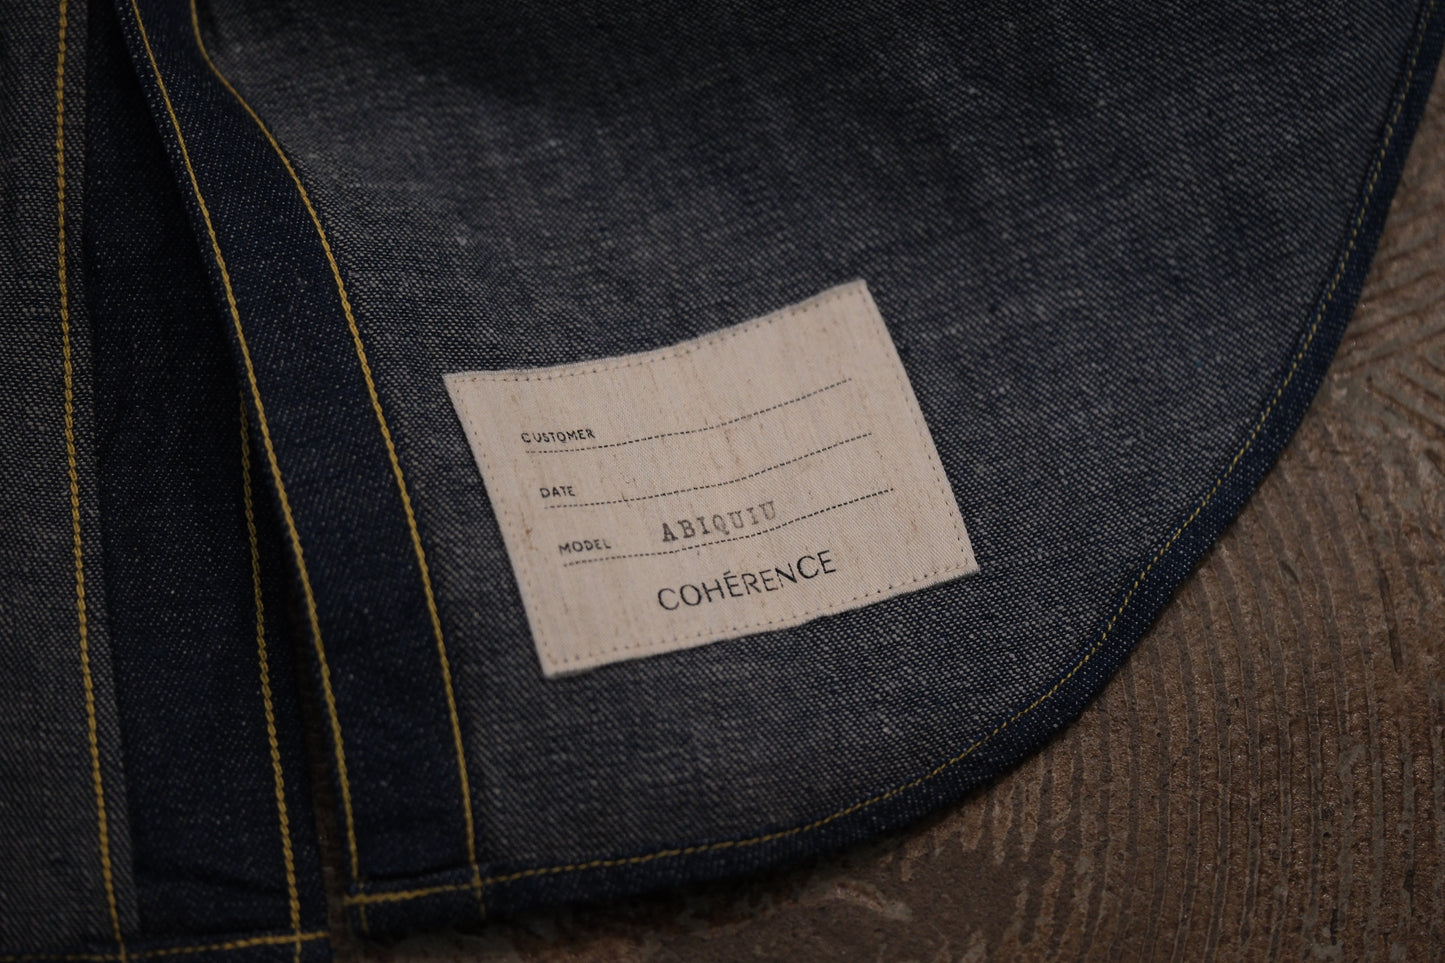 CUSTOMER
DATE
MODEL ABIQUIU
COHÉRENCE